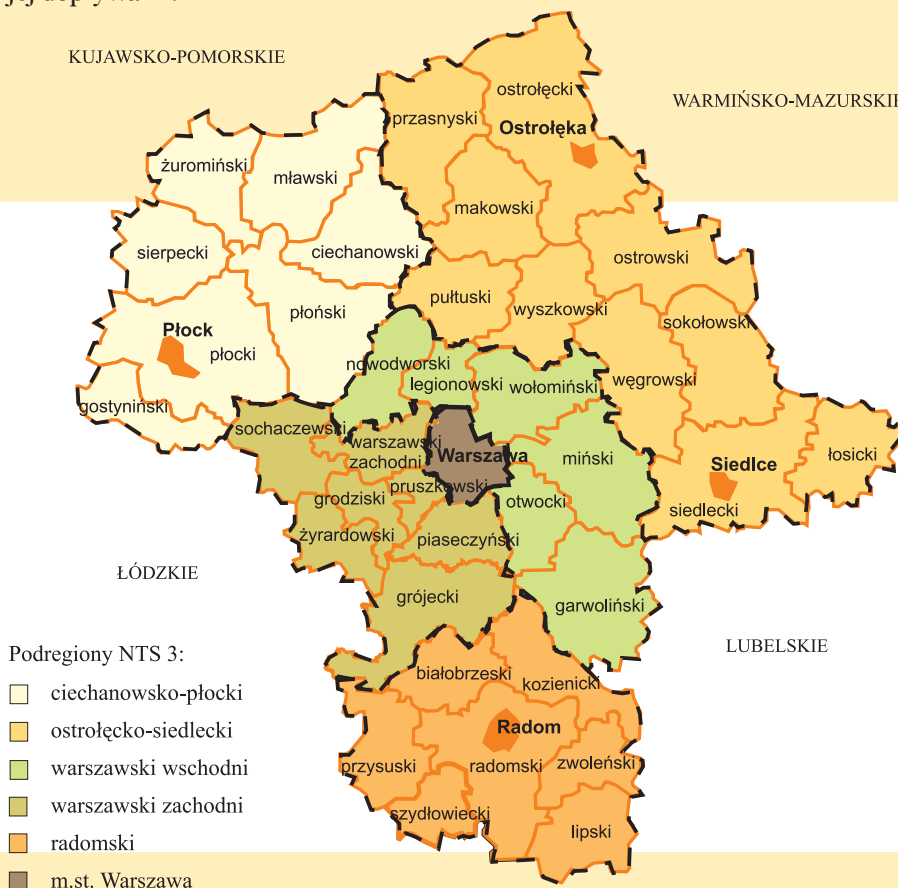 KUJAWSKO-POMORSKIE
ostrołęcki
WARMIŃSKO-MAZURSKIE
przasnyski
Ostrołęka
żuromiński
mławski
makowski
sierpecki
ciechanowski
ostrowski
pułtuski
wyszkowski
płoński
sokołowski
Płock
płocki
nowodworski
legionowski
wołomiński
węgrowski
gostyniński
sochaczewski
warszawski
zachodni
Warszawa
miński
Siedlce
łosicki
pruszkowski
grodziski
otwocki
siedlecki
żyrardowski
piaseczyński
ŁÓDZKIE
grójecki
garwoliński
LUBELSKIE
Podregiony NTS 3:
białobrzeski
kozienicki
ciechanowsko-płocki
ostrołęcko-siedlecki
Radom
warszawski wschodni
przysuski
radomski
zwoleński
warszawski zachodni
szydłowiecki
lipski
radomski
m.st. Warszawa